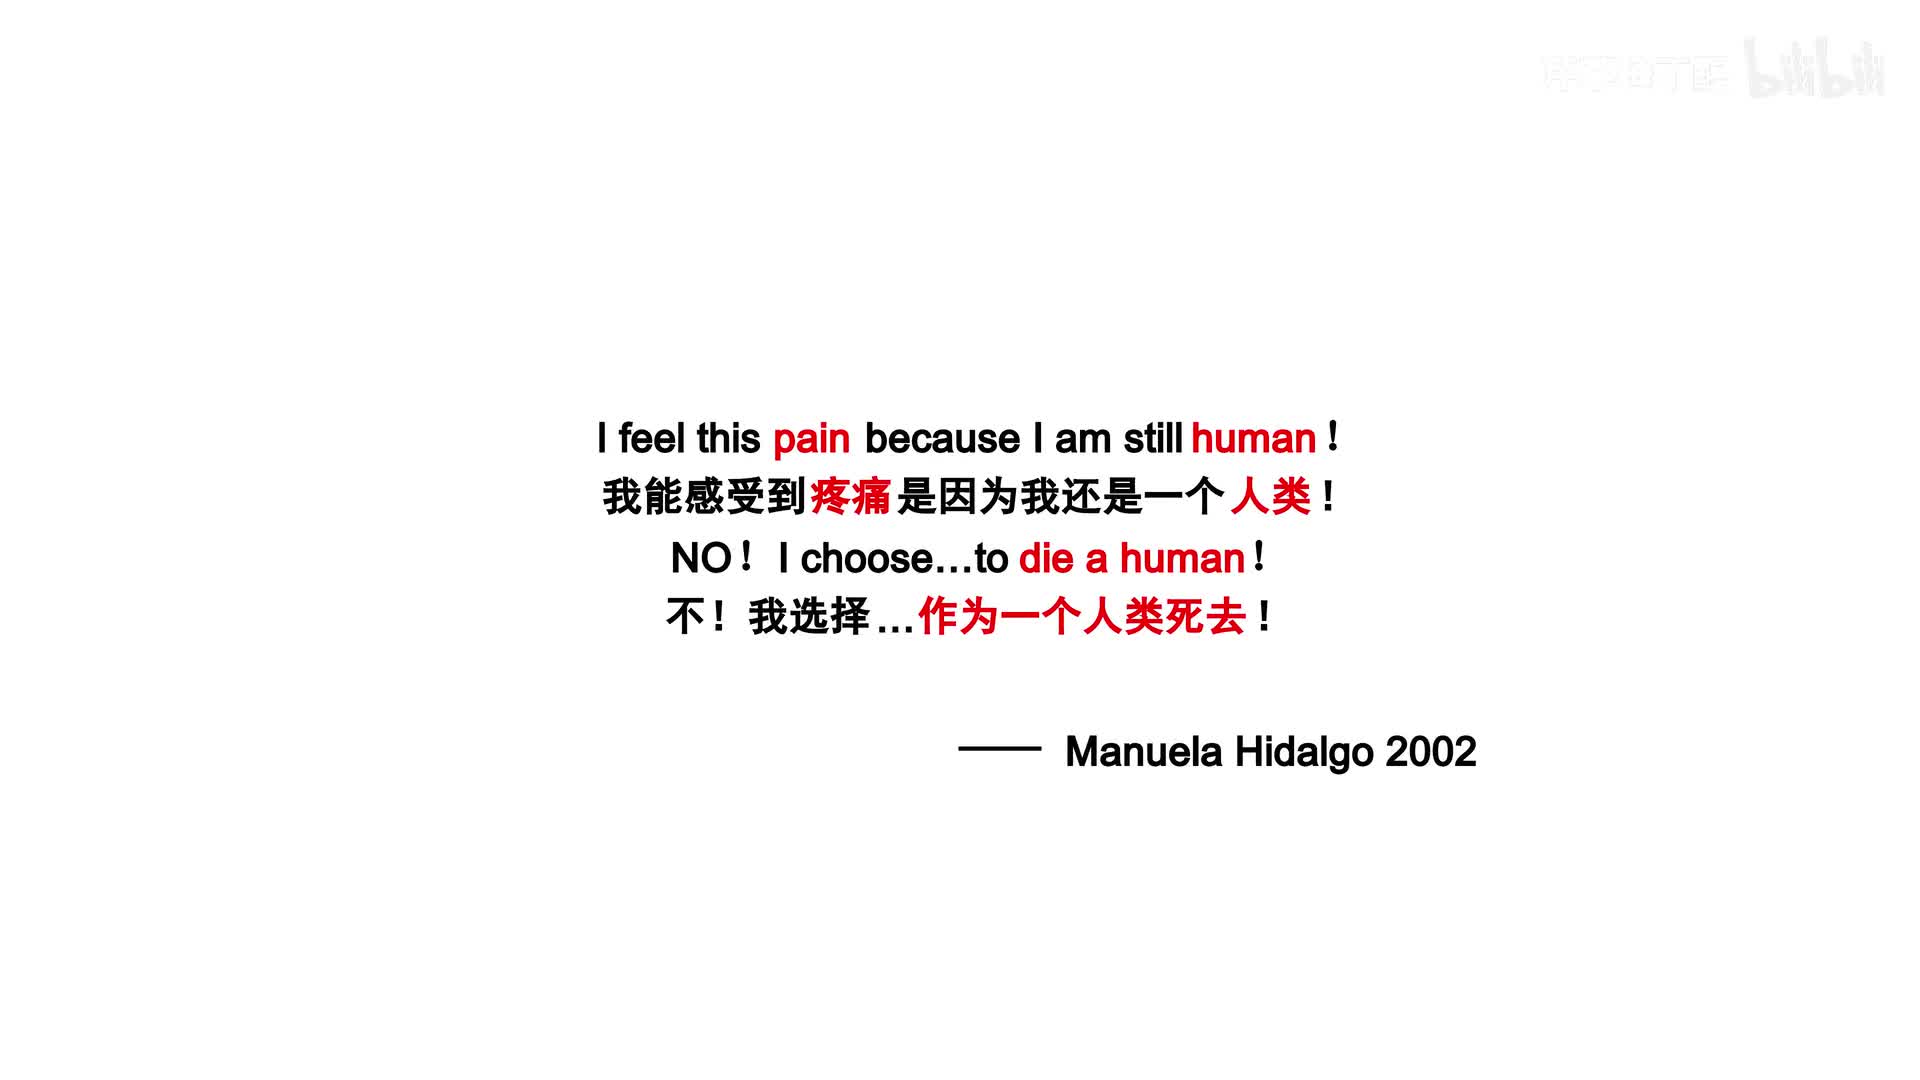 bilibili
I feel this pain because I am still human！
我能感受到疼痛是因为我还是一个人类！
NO！I choose…to die a human！
不！我选择…作为一个人类死去！
—— Manuela Hidalgo 2002